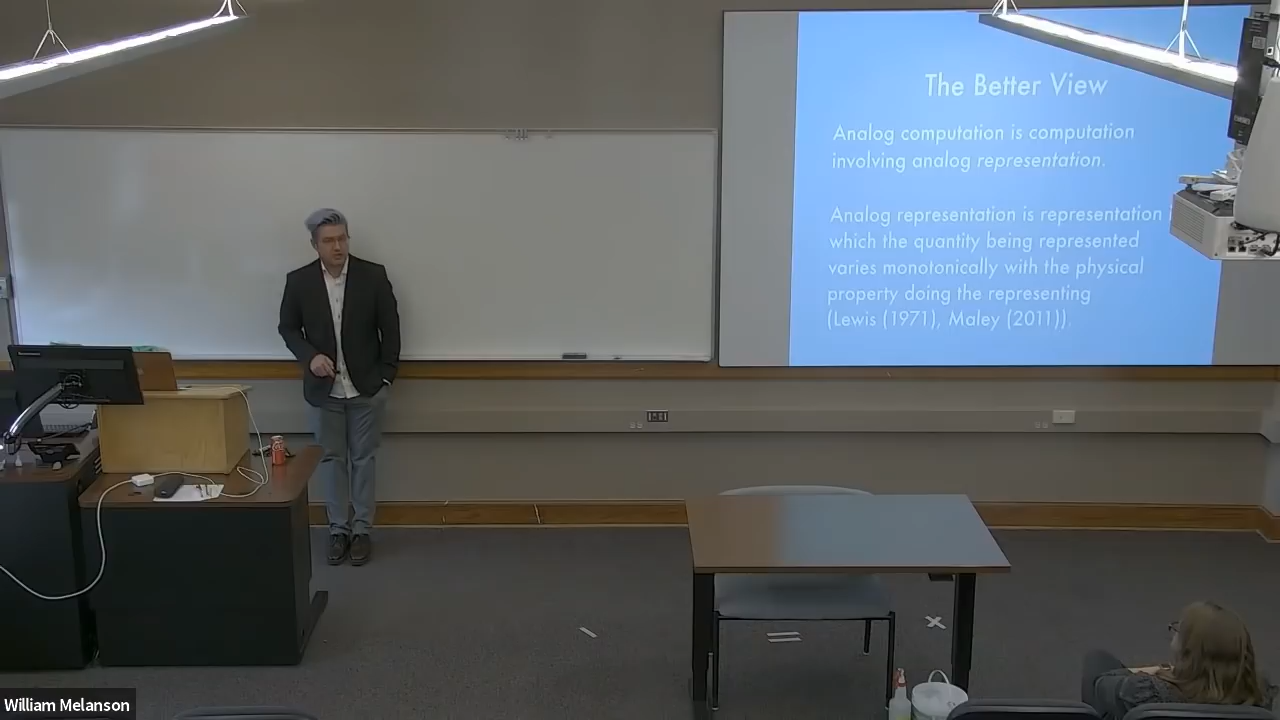 The Better View
Analog computation is computation
involving analog representation.
Analog representation is representation
which the quantity being represented
varies monotonically with the physical
property doing the representing
(Lewis (1971), Maley (2011)).
William Melanson